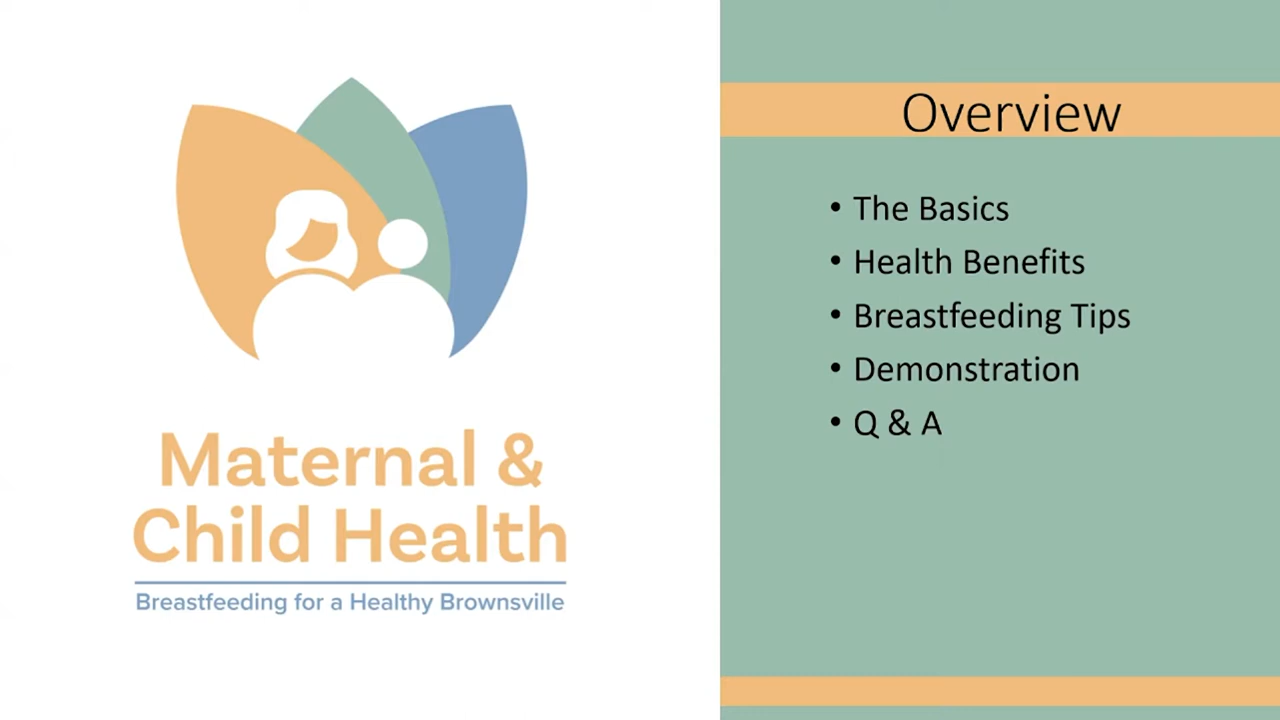 Maternal &
Child Health
Breastfeeding for a Healthy Brownsville
Overview
• The Basics
• Health Benefits
• Breastfeeding Tips
• Demonstration
• Q & A